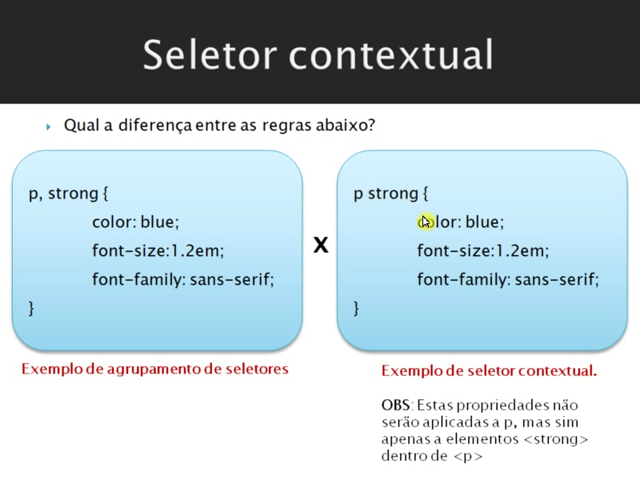 Seletor contextual
Qual a diferença entre as regras abaixo?
p, strong {
color: blue;
font-size:1.2em;
font-family: sans-serif;
}
Exemplo de agrupamento de seletores
X
p strong {
color: blue;
font-size:1.2em;
font-family: sans-serif;
}
Exemplo de seletor contextual.
OBS: Estas propriedades não
serão aplicadas a p, mas sim
apenas a elementos <strong>
dentro de <p>